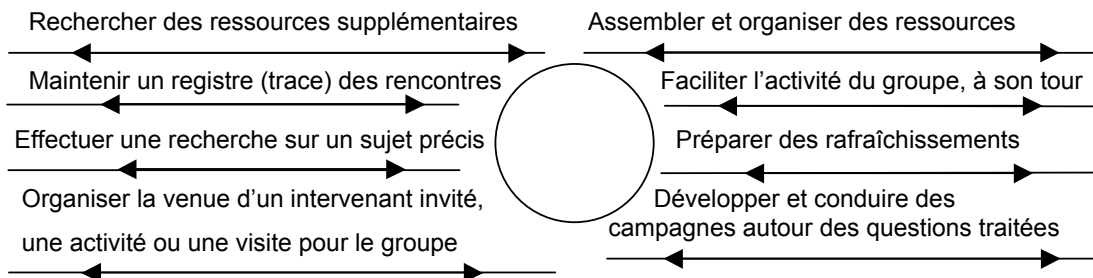 Rechercher des ressources supplémentaires
Maintenir un registre (trace) des rencontres
Effectuer une recherche sur un sujet précis
Organiser la venue d’un intervenant invité,
une activité ou une visite pour le groupe
Assembler et organiser des ressources
Faciliter l’activité du groupe, à son tour
Préparer des rafraîchissements
Développer et conduire des
campagnes autour des questions traitées